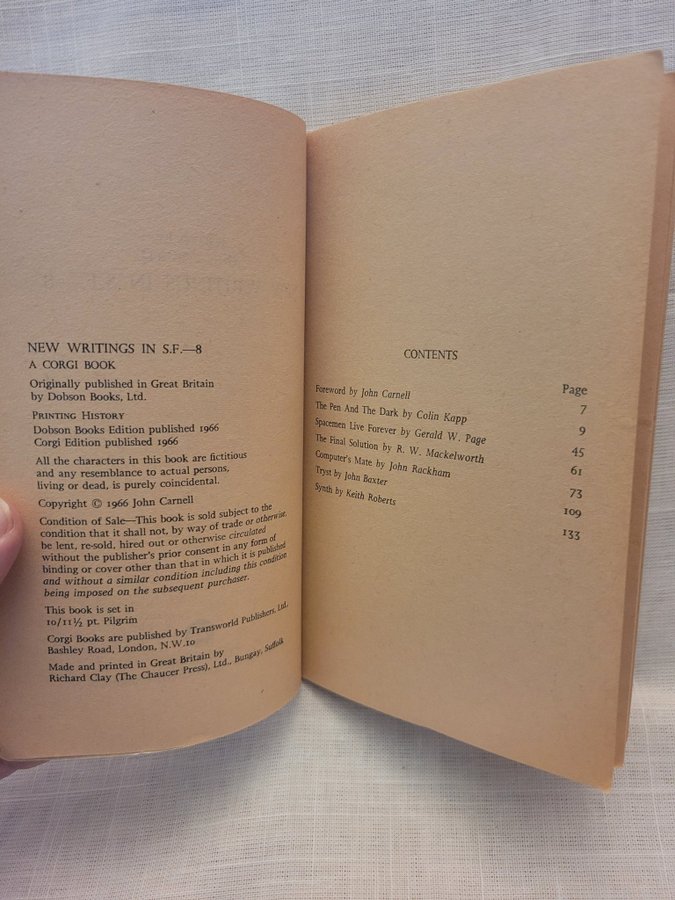 NEW WRITINGS IN S.F.—8
A CORGI BOOK
Originally published in Great Britain
by Dobson Books, Ltd.
PRINTING HISTORY
Dobson Books Edition published 1966
Corgi Edition published 1966
All the characters in this book are fictitious
and any resemblance to actual persons,
living or dead, is purely coincidental.
Copyright © 1966 John Carnell
Condition of Sale—This book is sold subject to the
condition that it shall not, by way of trade or otherwise,
be lent, re-sold, hired out or otherwise circulated
without the publisher's prior consent in any form of
binding or cover other than that in which it is published
and without a similar condition including this condition
being imposed on the subsequent purchaser.
This book is set in
10/11½ pt. Pilgrim
Corgi Books are published by Transworld Publishers, Ltd.,
Bashley Road, London, N.W.10
Made and printed in Great Britain by
Richard Clay (The Chaucer Press), Ltd., Bungay, Suffolk
CONTENTS
Page
Foreword by John Carnell 7
The Pen And The Dark by Colin Kapp 9
Spacemen Live Forever by Gerald W. Page 45
The Final Solution by R. W. Mackelworth 61
Computer's Mate by John Rackham 73
Tryst by John Baxter 109
Synth by Keith Roberts 133